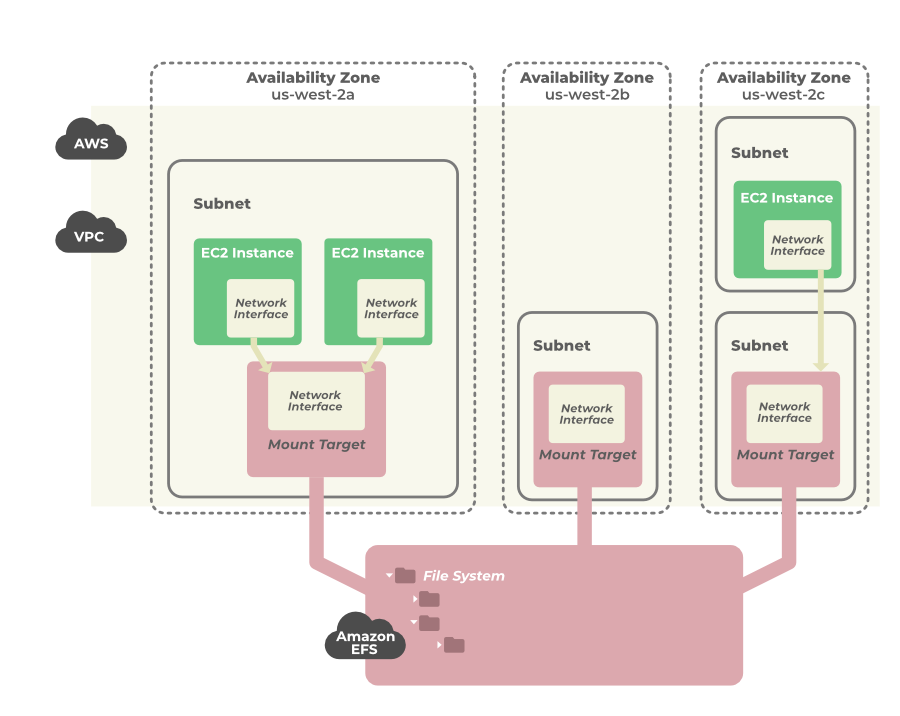 Availability Zone
us-west-2a
Availability Zone
us-west-2b
Availability Zone
us-west-2c
AWS
VPC
Subnet
EC2 Instance
Network
Interface
EC2 Instance
Network
Interface
Network
Interface
Mount Target
Subnet
Network
Interface
Mount Target
Subnet
EC2 Instance
Network
Interface
Subnet
Network
Interface
Mount Target
File System
Amazon
EFS